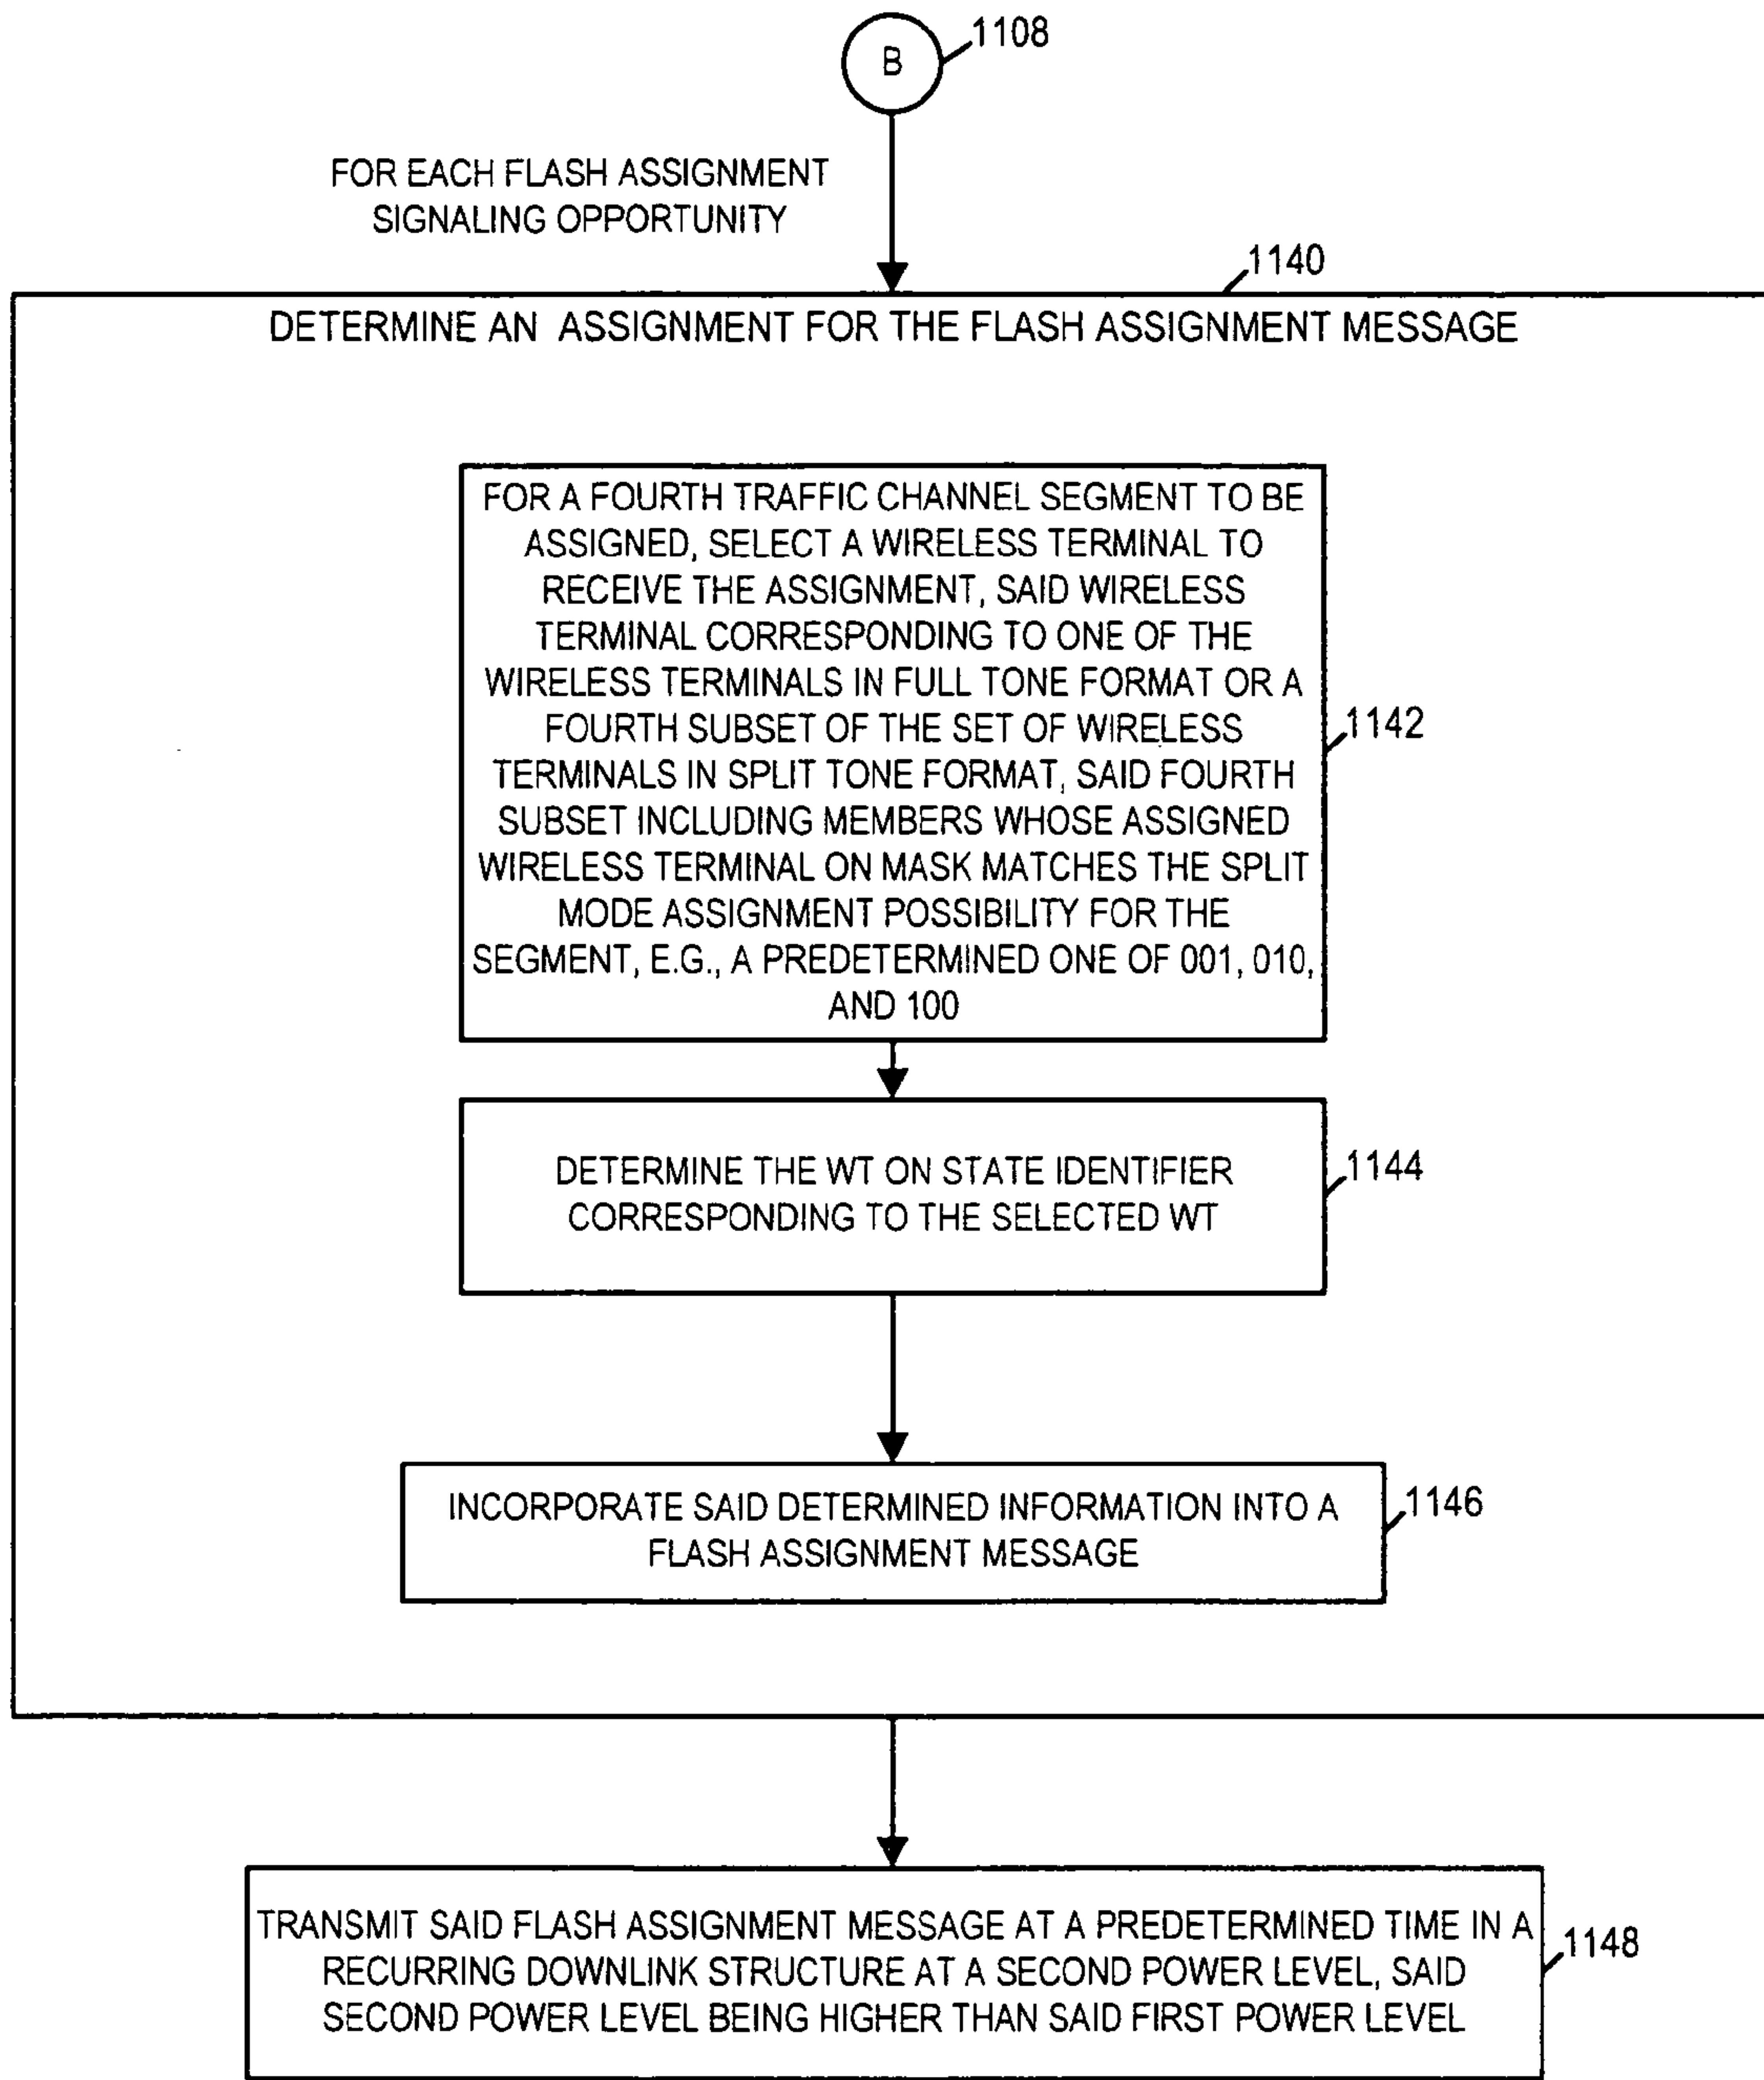 B
1108
FOR EACH FLASH ASSIGNMENT
SIGNALING OPPORTUNITY
1140
DETERMINE AN ASSIGNMENT FOR THE FLASH ASSIGNMENT MESSAGE
FOR A FOURTH TRAFFIC CHANNEL SEGMENT TO BE
ASSIGNED, SELECT A WIRELESS TERMINAL TO
RECEIVE THE ASSIGNMENT, SAID WIRELESS
TERMINAL CORRESPONDING TO ONE OF THE
WIRELESS TERMINALS IN FULL TONE FORMAT OR A
FOURTH SUBSET OF THE SET OF WIRELESS
TERMINALS IN SPLIT TONE FORMAT, SAID FOURTH
SUBSET INCLUDING MEMBERS WHOSE ASSIGNED
WIRELESS TERMINAL ON MASK MATCHES THE SPLIT
MODE ASSIGNMENT POSSIBILITY FOR THE
SEGMENT, E.G., A PREDETERMINED ONE OF 001, 010,
AND 100
1142
DETERMINE THE WT ON STATE IDENTIFIER
CORRESPONDING TO THE SELECTED WT
1144
INCORPORATE SAID DETERMINED INFORMATION INTO A
FLASH ASSIGNMENT MESSAGE
1146
TRANSMIT SAID FLASH ASSIGNMENT MESSAGE AT A PREDETERMINED TIME IN A
RECURRING DOWNLINK STRUCTURE AT A SECOND POWER LEVEL, SAID
SECOND POWER LEVEL BEING HIGHER THAN SAID FIRST POWER LEVEL
1148